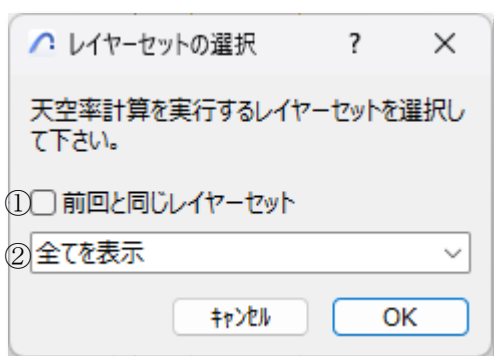 レイヤーセットの選択 ? ×
天空率計算を実行するレイヤーセットを選択し
て下さい。
① 前回と同じレイヤーセット
② 全てを表示
ｷｬﾝｾﾙ OK